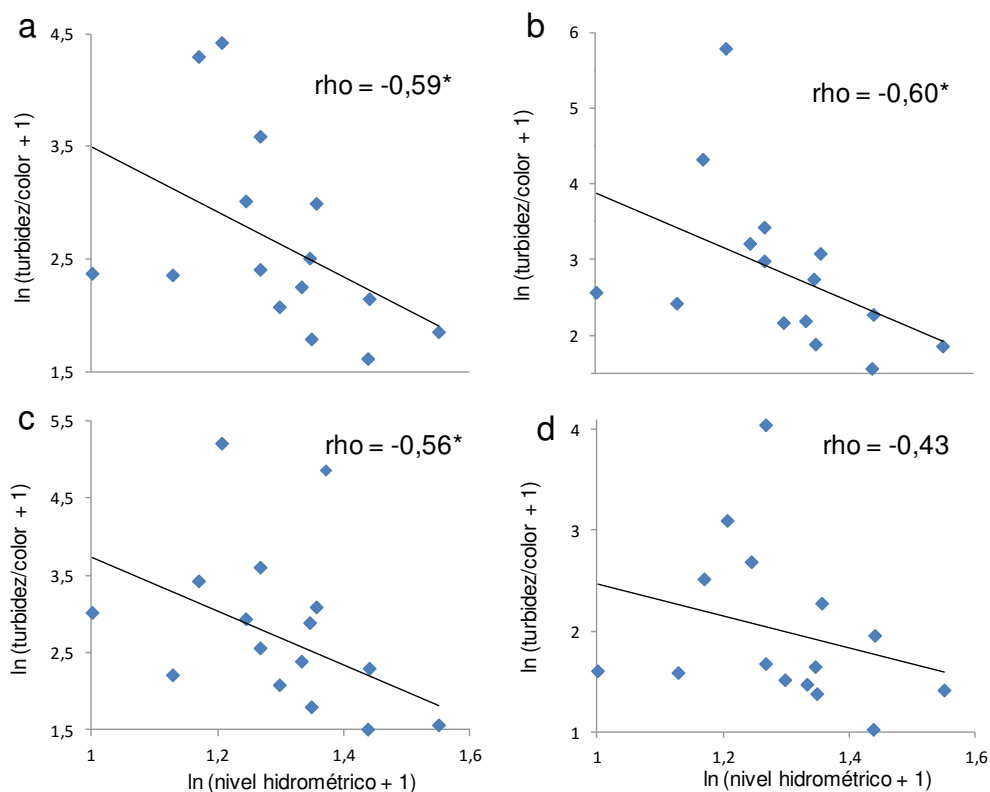 a
4,5
3,5
2,5
1,5
ln (turbidez/color + 1)
rho = -0,59*
b
6
5
4
3
2
ln (turbidez/color + 1)
rho = -0,60*
c
5,5
4,5
3,5
2,5
1,5
ln (turbidez/color + 1)
rho = -0,56*
1
1,2
1,4
1,6
ln (nivel hidrométrico + 1)
d
4
3
2
1
ln (turbidez/color + 1)
rho = -0,43
1
1,2
1,4
1,6
ln (nivel hidrométrico + 1)